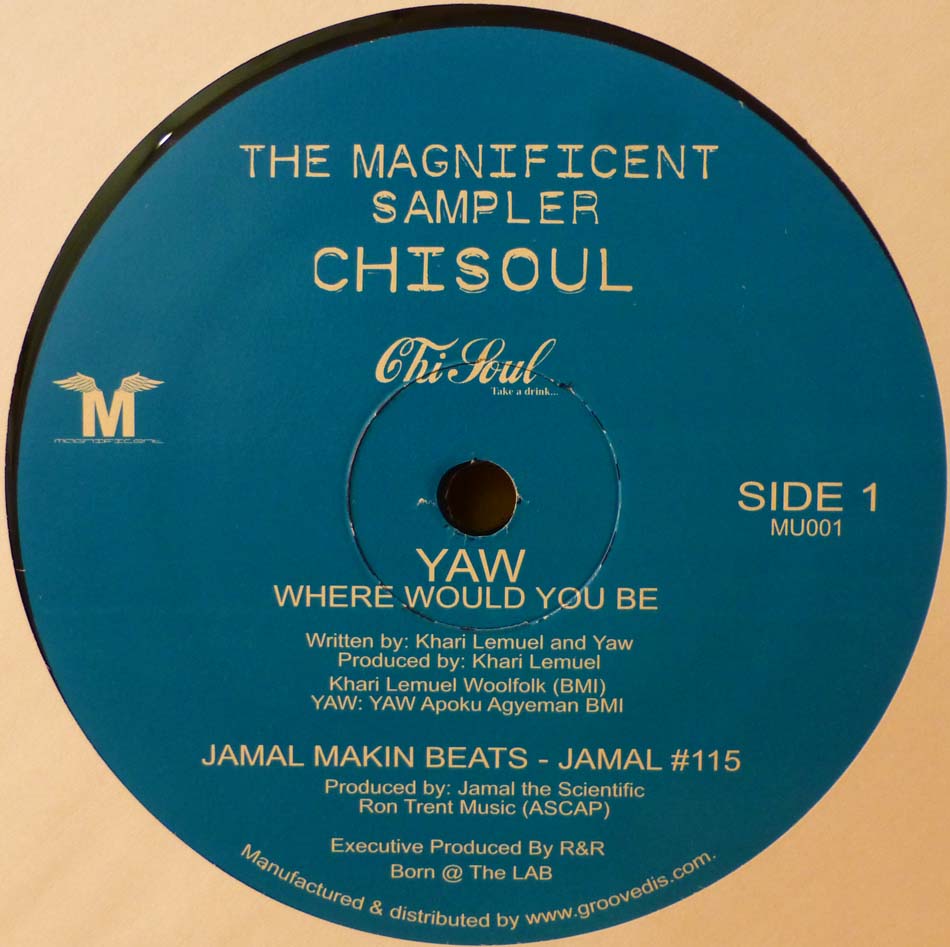 THE MAGNIFICENT
SAMPLER
CHISOUL
Chi Soul
Take a drink...
M
MAGNIFICENT
SIDE 1
MU001
YAW
WHERE WOULD YOU BE
Written by: Khari Lemuel and Yaw
Produced by: Khari Lemuel
Khari Lemuel Woolfolk (BMI)
YAW: YAW Apoku Agyeman BMI
JAMAL MAKIN BEATS - JAMAL #115
Produced by: Jamal the Scientific
Ron Trent Music (ASCAP)
Executive Produced By R&R
Born @ The LAB
Manufactured & distributed by www.groovedis.com.